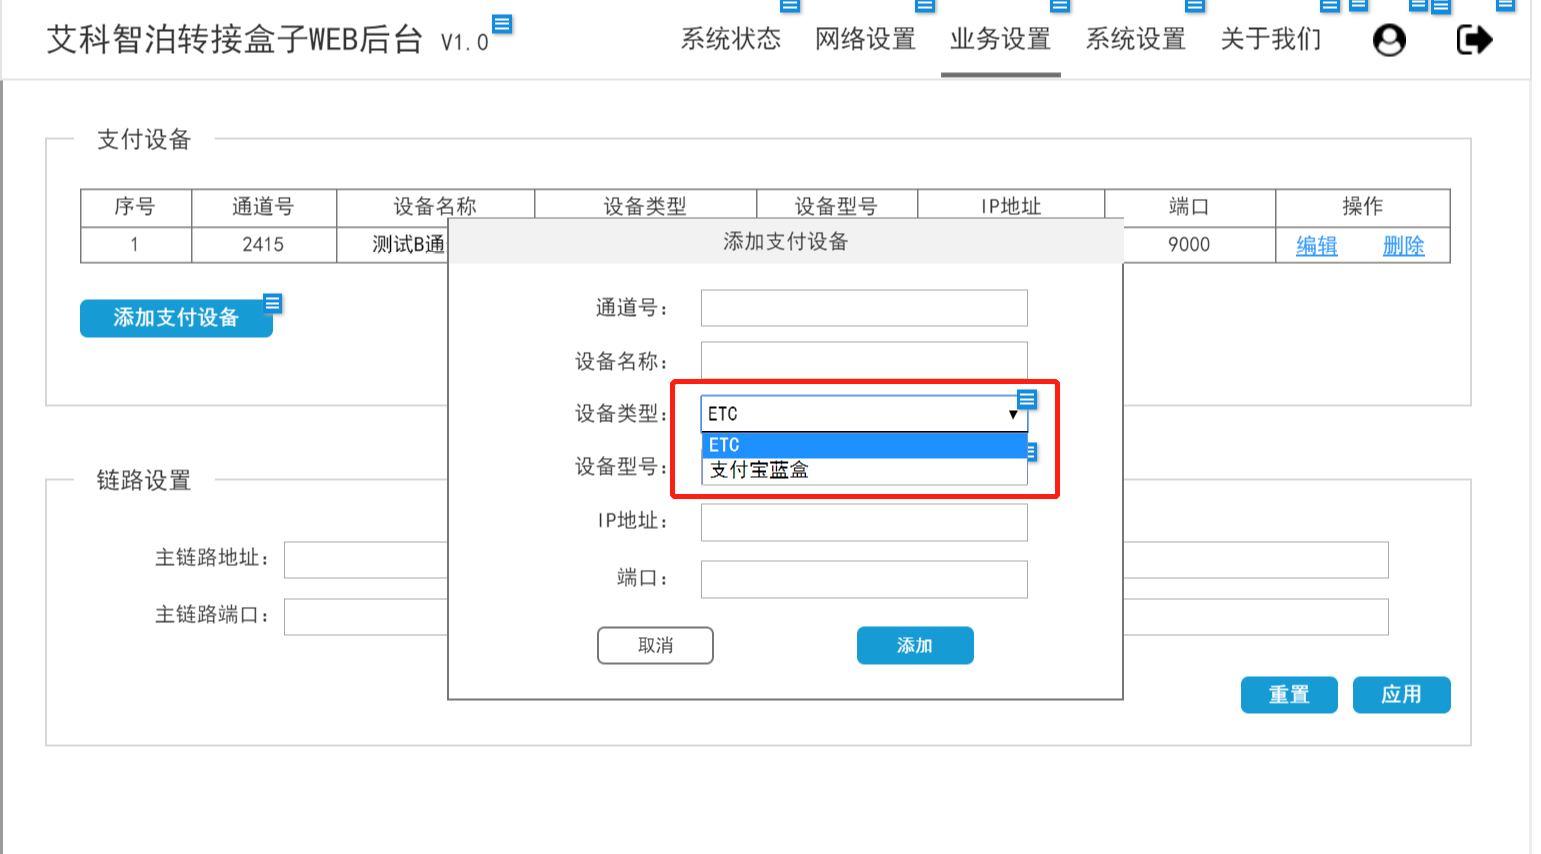 艾科智泊转接盒子WEB后台 V1.0
系统状态 网络设置 业务设置 系统设置 关于我们
支付设备
序号 通道号 设备名称 设备类型 设备型号 IP地址 端口 操作
1 2415 测试B通 9000 编辑 删除
添加支付设备
添加支付设备
通道号：
设备名称：
设备类型： ETC
ETC
支付宝蓝盒
设备型号：
IP地址：
端口：
取消 添加
链路设置
主链路地址：
主链路端口：
重置 应用